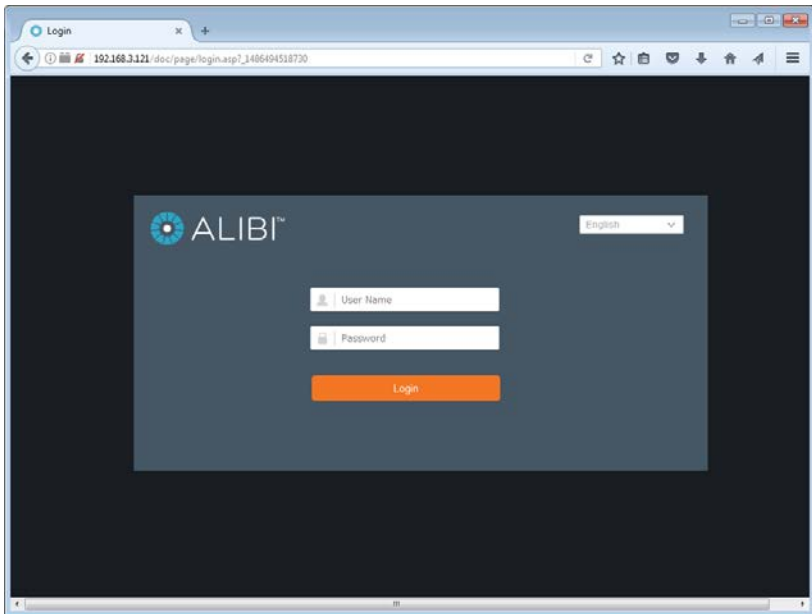 Login
192.168.3.121/doc/page/login.asp?_1486494518730
ALIBI™
English
User Name
Password
Login